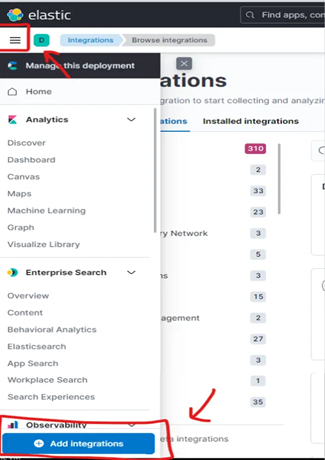 elastic
Find apps, con
D Integrations Browse integrations
Manage this deployment
ations
Home
egration to start collecting and analyzin
Analytics
ations Installed integrations
Discover
310
Dashboard
2
Canvas
33
Maps
23
Machine Learning
ry Network 3
Graph
5
Visualize Library
ns 3
Enterprise Search
15
Overview
agement 2
Content
27
Behavioral Analytics
3
Elasticsearch
1
App Search
35
Workplace Search
Search Experiences
Observability
Add integrations
eta integrations